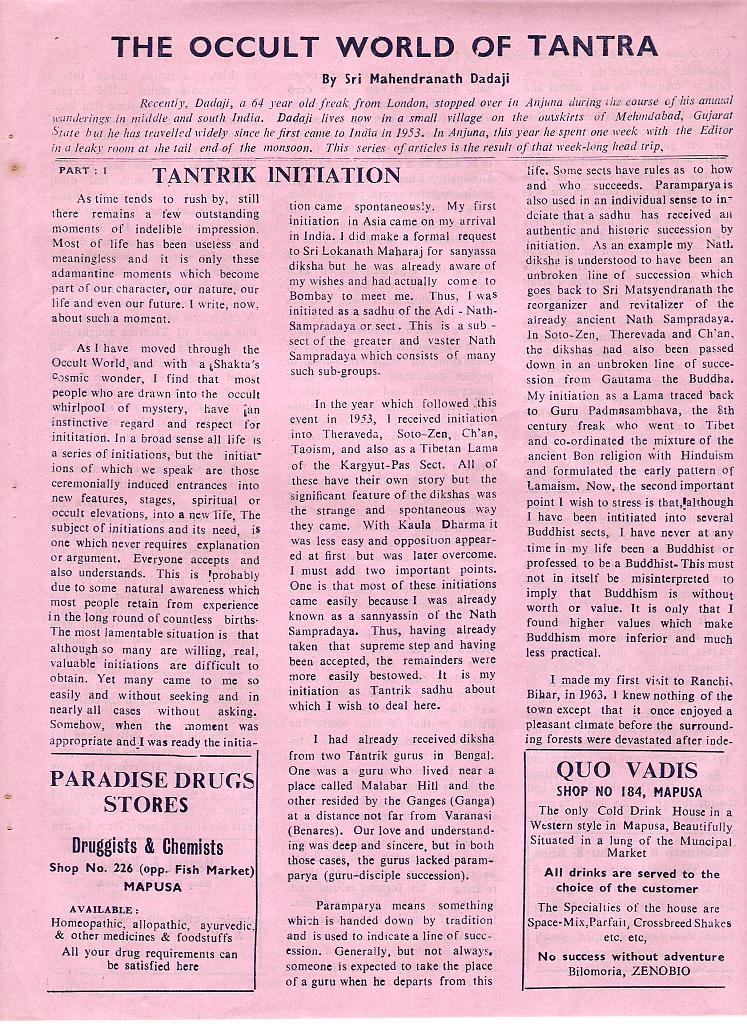 THE OCCULT WORLD OF TANTRA
By Sri Mahendranath Dadaji
Recently, Dadaji, a 64 year old freak from London, stopped over in Anjuna during the course of his annual
wanderings in middle and south India. Dadaji lives now in a small village on the outskirts of Mehmdabad, Gujarat
State but he has travelled widely since he first came to India in 1953. In Anjuna, this year he spent one week with the Editor
in a leaky room at the tail end of the monsoon. This series of articles is the result of that week-long head trip,
PART : I
TANTRIK INITIATION
As time tends to rush by, still
there remains a few outstanding
moments of indelible impression.
Most of life has been useless and
meaningless and it is only these
adamantine moments which become
part of our character, our nature, our
life and even our future. I write, now,
about such a moment.
As I have moved through the
Occult World, and with a Shakta's
Cosmic wonder, I find that most
people who are drawn into the occult
whirlpool of mystery, have an
instinctive regard and respect for
inititation. In a broad sense all life is
a series of initiations, but the initiat-
ions of which we speak are those
ceremonially induced entrances into
new features, stages, spiritual or
occult elevations, into a new life, The
subject of initiations and its need, is
one which never requires explanation
or argument. Everyone accepts and
also understands. This is probably
due to some natural awareness which
most people retain from experience
in the long round of countless births.
The most lamentable situation is that
although so many are willing, real,
valuable initiations are difficult to
obtain. Yet many came to me so
easily and without seeking and in
nearly all cases without asking.
Somehow, when the moment was
appropriate and I was ready the initia-
PARADISE DRUGS
STORES
Druggists & Chemists
Shop No. 226 (opp. Fish Market)
MAPUSA
AVAILABLE :
Homeopathic, allopathic, ayurvedic,
& other medicines & foodstuffs
All your drug requirements can
be satisfied here
tion came spontaneously. My first
initiation in Asia came on my arrival
in India. I did make a formal request
to Sri Lokanath Maharaj for sanyassa
diksha but he was already aware of
my wishes and had actually come to
Bombay to meet me. Thus, I was
initiated as a sadhu of the Adi - Nath-
Sampradaya or sect. This is a sub -
sect of the greater and vaster Nath
Sampradaya which consists of many
such sub-groups.
In the year which followed this
event in 1953, I received initiation
into Theraveda, Soto-Zen, Ch'an,
Taoism, and also as a Tibetan Lama
of the Kargyut-Pas Sect. All of
these have their own story but the
significant feature of the dikshas was
the strange and spontaneous way
they came. With Kaula Dharma it
was less easy and opposition appear-
ed at first but was later overcome.
I must add two important points.
One is that most of these initiations
came easily because I was already
known as a sannyassin of the Nath
Sampradaya. Thus, having already
taken that supreme step and having
been accepted, the remainders were
more easily bestowed. It is my
initiation as Tantrik sadhu about
which I wish to deal here.
I had already received diksha
from two Tantrik gurus in Bengal.
One was a guru who lived near a
place called Malabar Hill and the
other resided by the Ganges (Ganga)
at a distance not far from Varanasi
(Benares). Our love and understand-
ing was deep and sincere, but in both
those cases, the gurus lacked param-
parya (guru-disciple succession).
Paramparya means something
which is handed down by tradition
and is used to indicate a line of succ-
ession. Generally, but not always,
someone is expected to take the place
of a guru when he departs from this
life. Some sects have rules as to how
and who succeeds. Paramparya is
also used in an individual sense to in-
dciate that a sadhu has received an
authentic and historic succession by
initiation. As an example my Nath
diksha is understood to have been an
unbroken line of succession which
goes back to Sri Matsyendranath the
reorganizer and revitalizer of the
already ancient Nath Sampradaya.
In Soto-Zen, Therevada and Ch'an,
the dikshas had also been passed
down in an unbroken line of succe-
ssion from Gautama the Buddha.
My initiation as a Lama traced back
to Guru Padmasambhava, the 8th
century freak who went to Tibet
and co-ordinated the mixture of the
ancient Bon religion with Hinduism
and formulated the early pattern of
Lamaism. Now, the second important
point I wish to stress is that, although
I have been intitiated into several
Buddhist sects, I have never at any
time in my life been a Buddhist or
professed to be a Buddhist. This must
not in itself be misinterpreted to
imply that Buddhism is without
worth or value. It is only that I
found higher values which make
Buddhism more inferior and much
less practical.
I made my first visit to Ranchi,
Bihar, in 1963. I knew nothing of the
town except that it once enjoyed a
pleasant climate before the surround-
ing forests were devastated after inde-
QUO VADIS
SHOP NO 184, MAPUSA
The only Cold Drink House in a
Western style in Mapusa, Beautifully
Situated in a lung of the Muncipal
Market
All drinks are served to the
choice of the customer
The Specialties of the house are
Space-Mix, Parfait, Crossbreed Shakes
etc. etc,
No success without adventure
Bilomoria, ZENOBIO